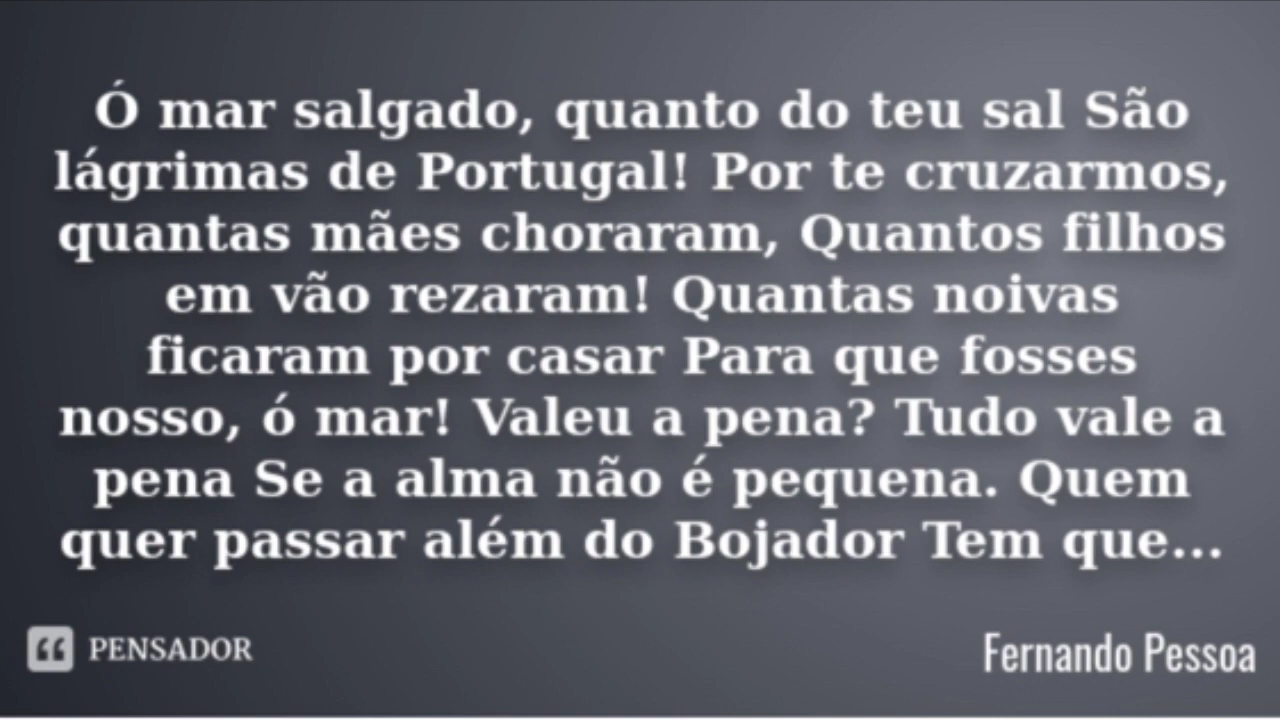 Ó mar salgado, quanto do teu sal São
lágrimas de Portugal! Por te cruzarmos,
quantas mães choraram, Quantos filhos
em vão rezaram! Quantas noivas
ficaram por casar Para que fosses
nosso, ó mar! Valeu a pena? Tudo vale a
pena Se a alma não é pequena. Quem
quer passar além do Bojador Tem que...
PENSADOR
Fernando Pessoa